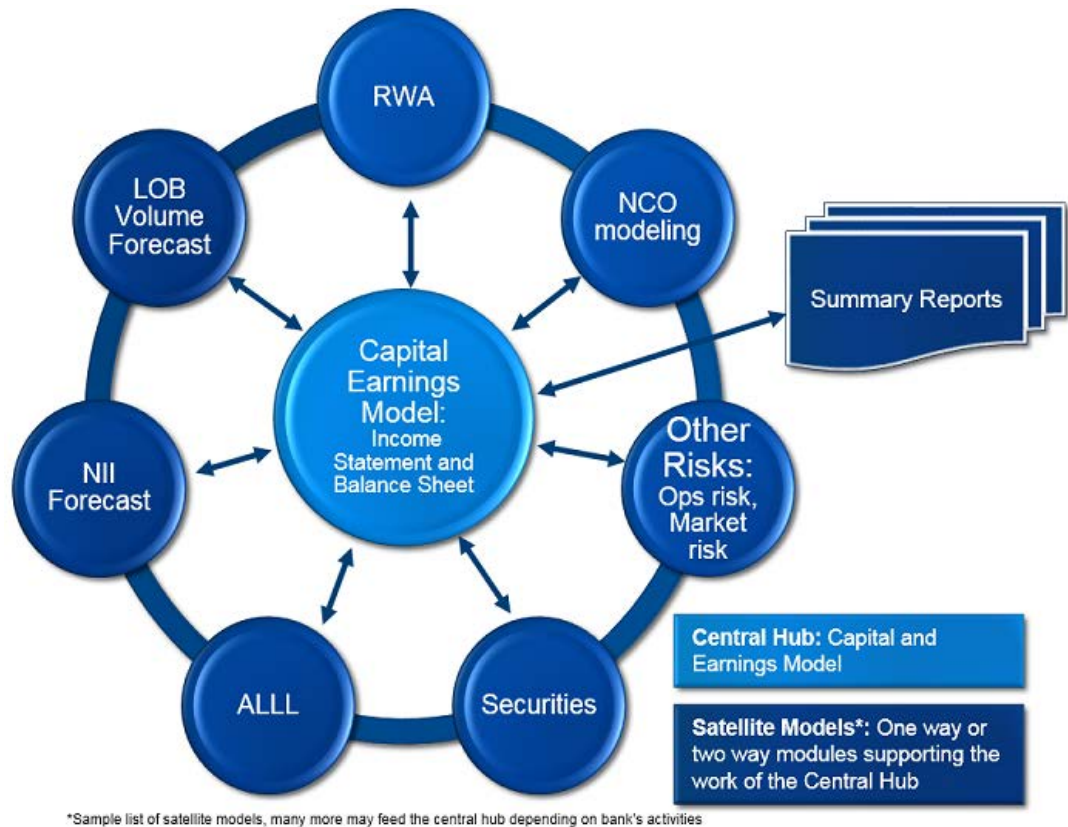 RWA
LOB
Volume
Forecast
NCO
modeling
Summary Reports
Capital
Earnings
Model:
Income
Statement and
Balance Sheet
NII
Forecast
Other
Risks:
Ops risk,
Market
risk
ALLL
Securities
Central Hub: Capital and
Earnings Model
Satellite Models*: One way or
two way modules supporting the
work of the Central Hub
*Sample list of satellite models, many more may feed the central hub depending on bank's activities